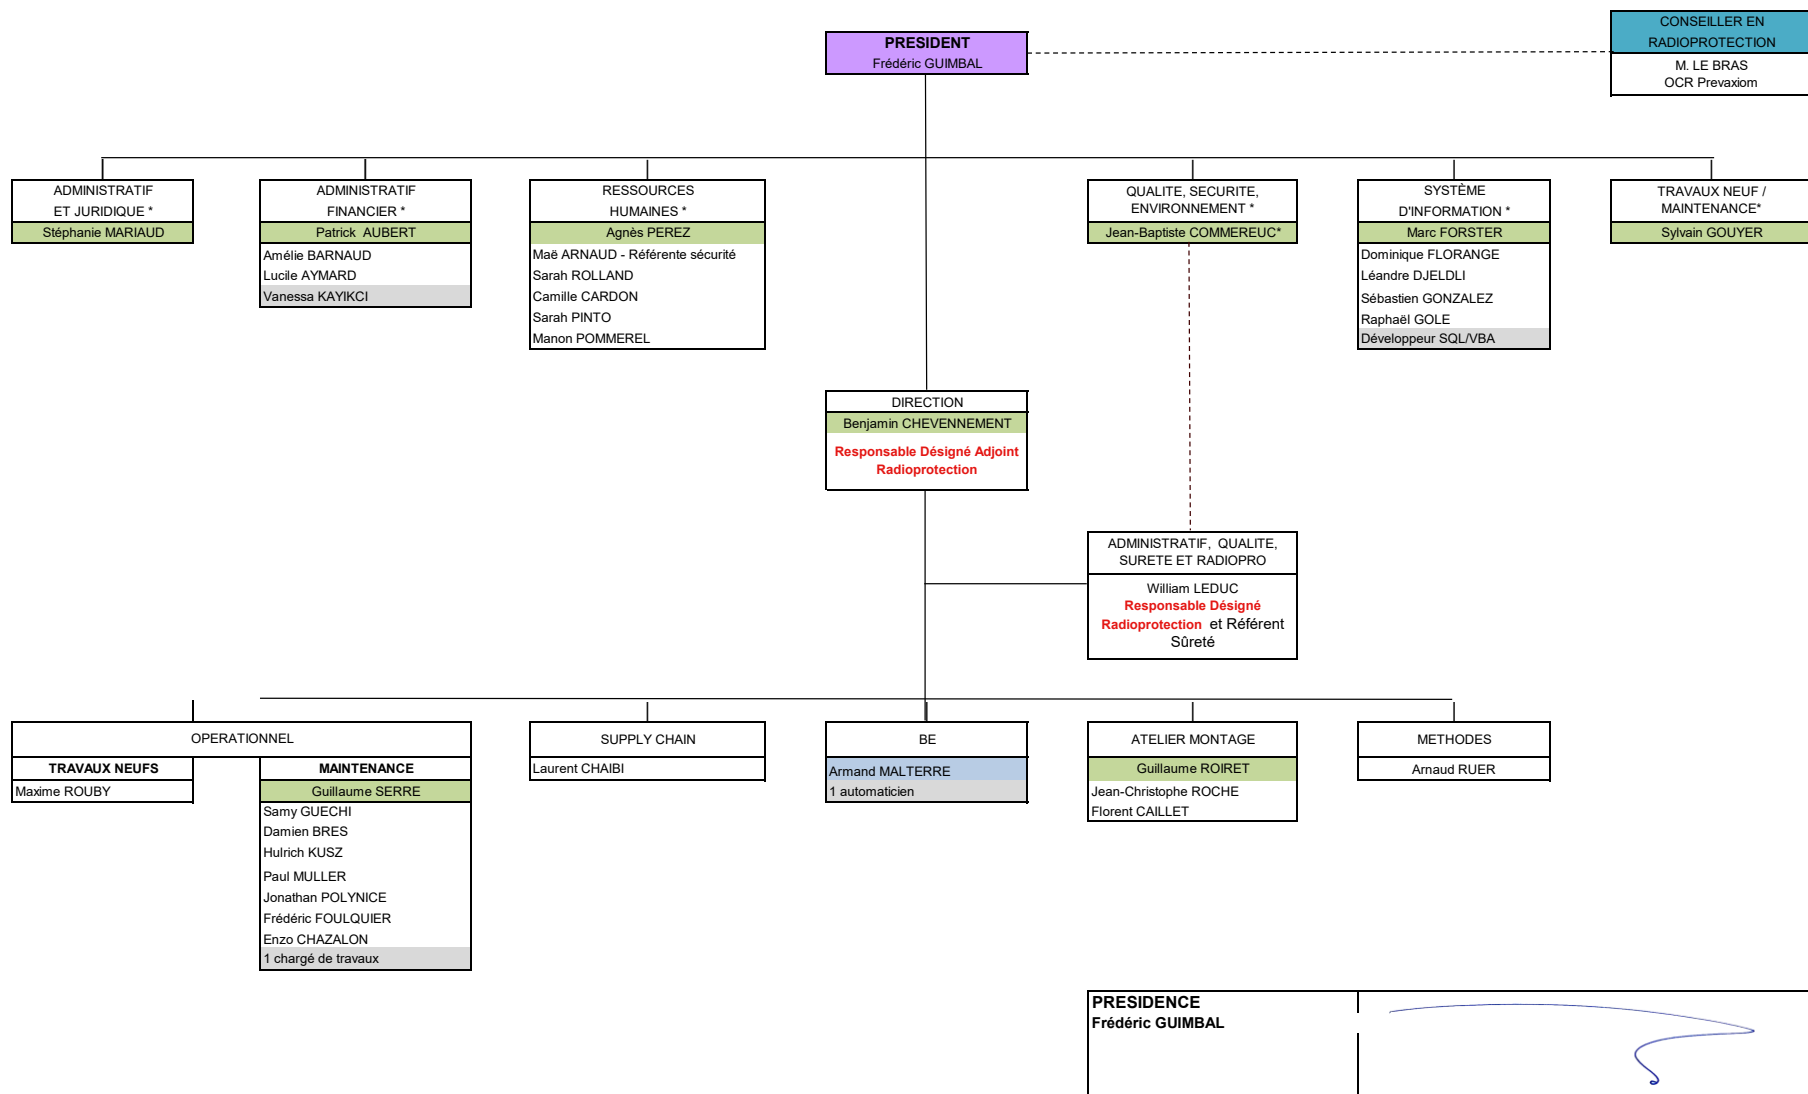 CONSEILLER EN
RADIOPROTECTION
M. LE BRAS
OCR Prevaxiom
PRESIDENT
Frédéric GUIMBAL
ADMINISTRATIF
ET JURIDIQUE *
Stéphanie MARIAUD
ADMINISTRATIF
FINANCIER *
Patrick AUBERT
Amélie BARNAUD
Lucile AYMARD
Vanessa KAYIKCI
RESSOURCES
HUMAINES *
Agnès PEREZ
Maë ARNAUD - Référente sécurité
Sarah ROLLAND
Camille CARDON
Sarah PINTO
Manon POMMEREL
QUALITE, SECURITE,
ENVIRONNEMENT *
Jean-Baptiste COMMEREUC*
SYSTÈME
D'INFORMATION *
Marc FORSTER
Dominique FLORANGE
Léandre DJELDLI
Sébastien GONZALEZ
Raphaël GOLE
Développeur SQL/VBA
TRAVAUX NEUF /
MAINTENANCE*
Sylvain GOUYER
DIRECTION
Benjamin CHEVENNEMENT
Responsable Désigné Adjoint
Radioprotection
ADMINISTRATIF, QUALITE,
SURETE ET RADIOPRO
William LEDUC
Responsable Désigné
Radioprotection et Référent
Sûreté
OPERATIONNEL
TRAVAUX NEUFS
Maxime ROUBY
MAINTENANCE
Guillaume SERRE
Samy GUECHI
Damien BRES
Hulrich KUSZ
Paul MULLER
Jonathan POLYNICE
Frédéric FOULQUIER
Enzo CHAZALON
1 chargé de travaux
SUPPLY CHAIN
Laurent CHAIBI
BE
Armand MALTERRE
1 automaticien
ATELIER MONTAGE
Guillaume ROIRET
Jean-Christophe ROCHE
Florent CAILLET
METHODES
Arnaud RUER
PRESIDENCE
Frédéric GUIMBAL